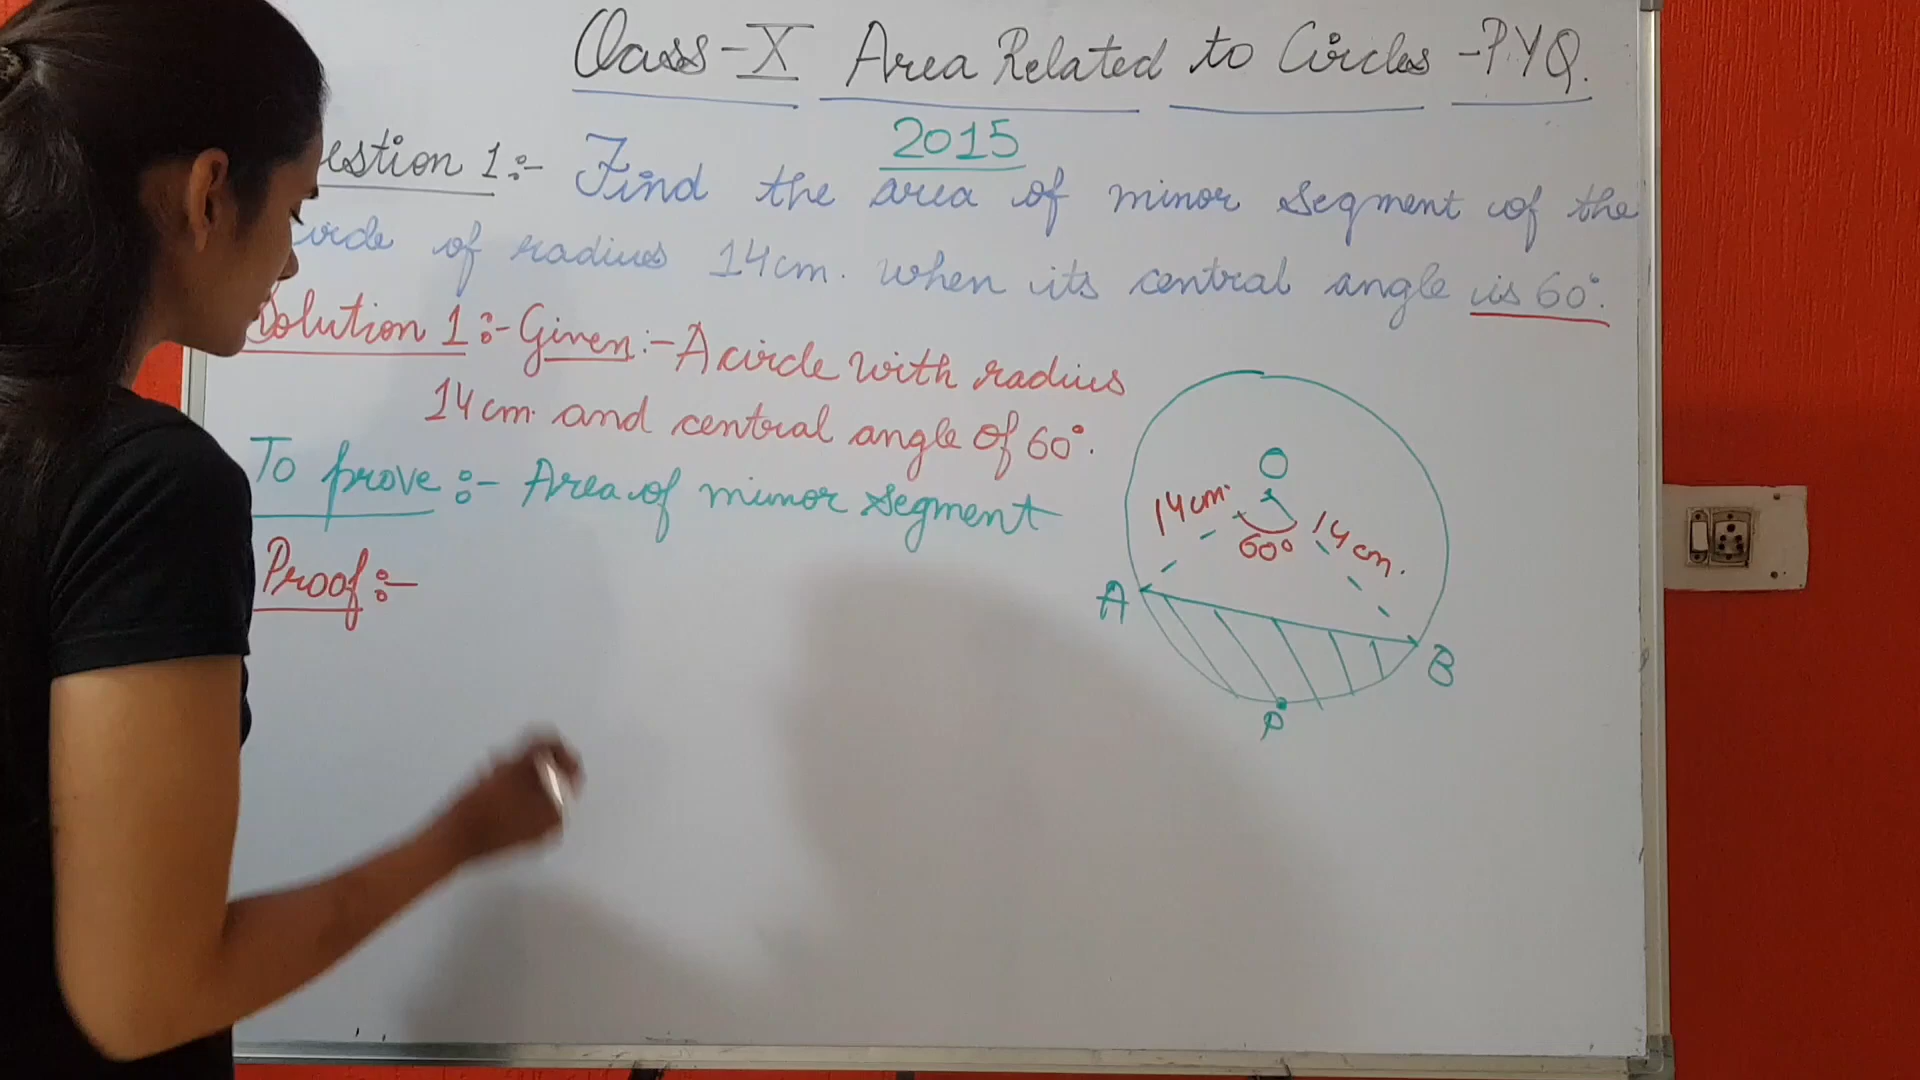 Class-X Area Related to Circles -PYQ.
2015
estion 1:- Find the area of minor segment of the
ircle of radius 14cm. when its central angle is 60°.
Solution 1:- Given:- A circle with radius
14cm. and central angle of 60°.
To prove:- Area of minor segment
Proof:-
O
14cm.
14cm.
60°
A
B
P